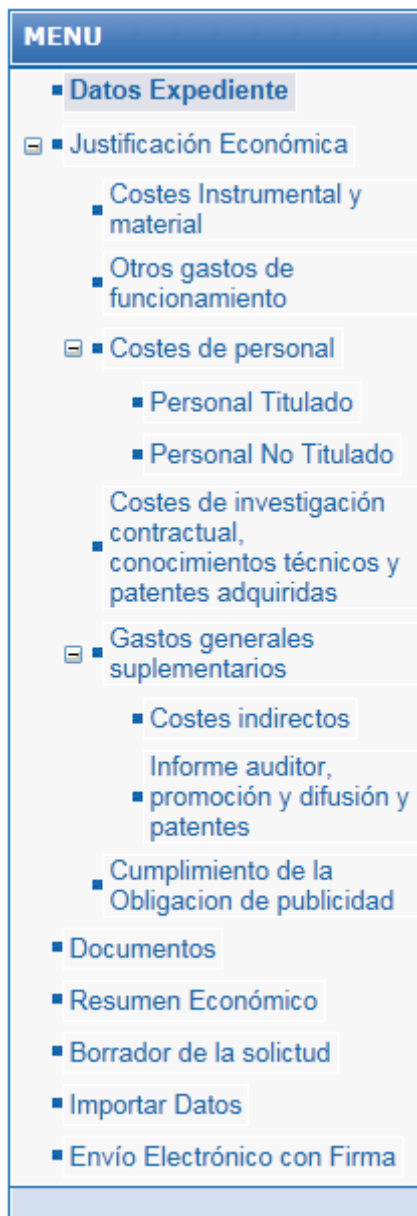 MENU
Datos Expediente
Justificación Económica
Costes Instrumental y
material
Otros gastos de
funcionamiento
Costes de personal
Personal Titulado
Personal No Titulado
Costes de investigación
contractual,
conocimientos técnicos y
patentes adquiridas
Gastos generales
suplementarios
Costes indirectos
Informe auditor,
promoción y difusión y
patentes
Cumplimiento de la
Obligacion de publicidad
Documentos
Resumen Económico
Borrador de la solictud
Importar Datos
Envío Electrónico con Firma